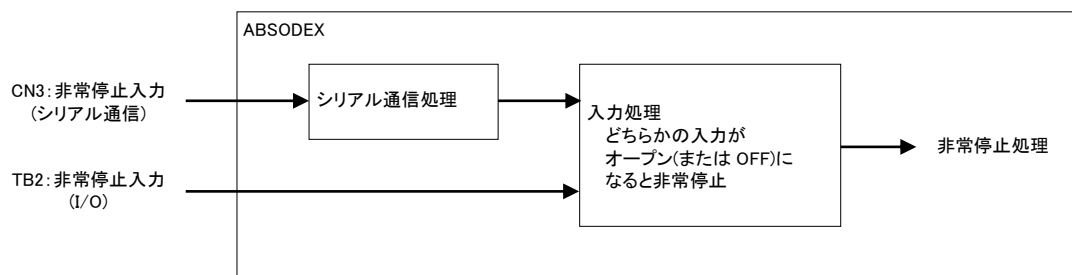 ABSODEX
CN3:非常停止入力
(シリアル通信)
シリアル通信処理
入力処理
どちらかの入力が
オープン(または OFF)に
なると非常停止
非常停止処理
TB2:非常停止入力
(I/O)